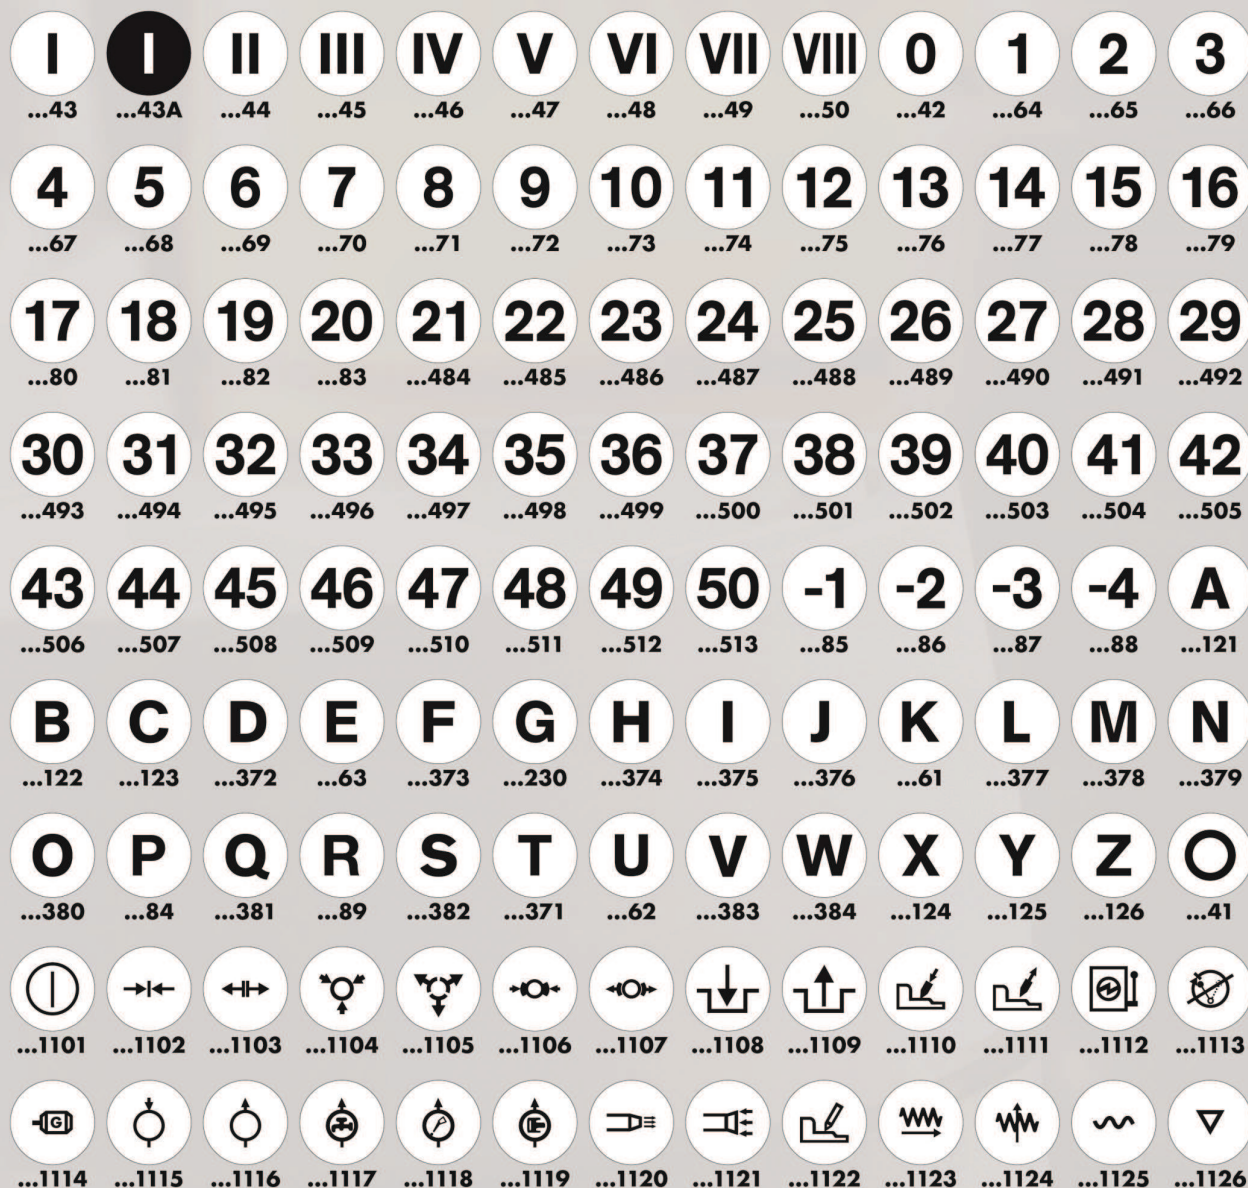 I I II III IV V VI VII VIII 0 1 2 3
...43 ...43A ...44 ...45 ...46 ...47 ...48 ...49 ...50 ...42 ...64 ...65 ...66
4 5 6 7 8 9 10 11 12 13 14 15 16
...67 ...68 ...69 ...70 ...71 ...72 ...73 ...74 ...75 ...76 ...77 ...78 ...79
17 18 19 20 21 22 23 24 25 26 27 28 29
...80 ...81 ...82 ...83 ...484 ...485 ...486 ...487 ...488 ...489 ...490 ...491 ...492
30 31 32 33 34 35 36 37 38 39 40 41 42
...493 ...494 ...495 ...496 ...497 ...498 ...499 ...500 ...501 ...502 ...503 ...504 ...505
43 44 45 46 47 48 49 50 -1 -2 -3 -4 A
...506 ...507 ...508 ...509 ...510 ...511 ...512 ...513 ...85 ...86 ...87 ...88 ...121
B C D E F G H I J K L M N
...122 ...123 ...372 ...63 ...373 ...230 ...374 ...375 ...376 ...61 ...377 ...378 ...379
O P Q R S T U V W X Y Z O
...380 ...84 ...381 ...89 ...382 ...371 ...62 ...383 ...384 ...124 ...125 ...126 ...41
...1101 ...1102 ...1103 ...1104 ...1105 ...1106 ...1107 ...1108 ...1109 ...1110 ...1111 ...1112 ...1113
G
...1114 ...1115 ...1116 ...1117 ...1118 ...1119 ...1120 ...1121 ...1122 ...1123 ...1124 ...1125 ...1126